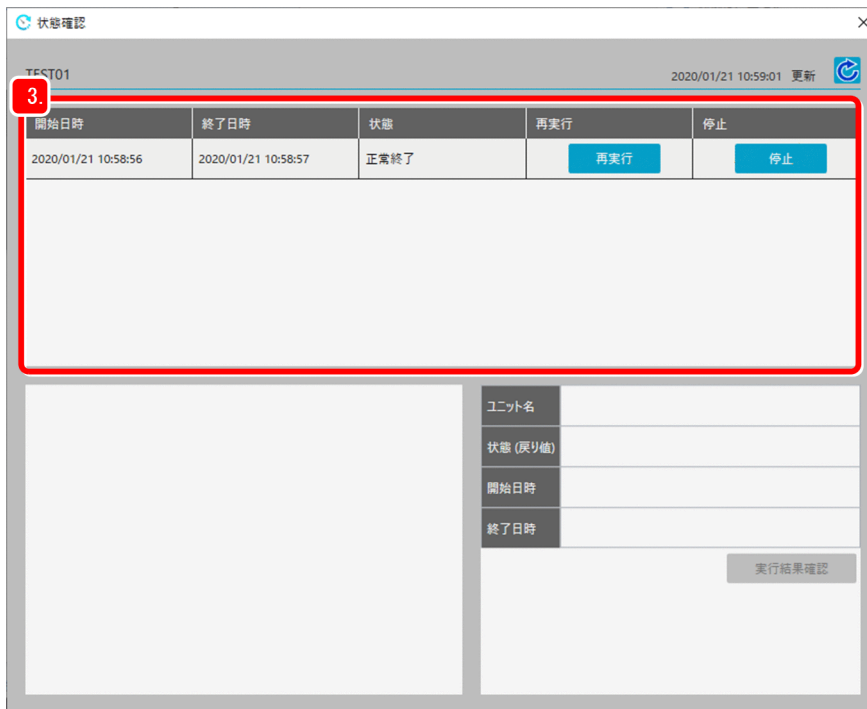 状態確認
TEST01
2020/01/21 10:59:01 更新
3.
開始日時 終了日時 状態 再実行 停止
2020/01/21 10:58:56 2020/01/21 10:58:57 正常終了 再実行 停止
ユニット名
状態 (戻り値)
開始日時
終了日時
実行結果確認